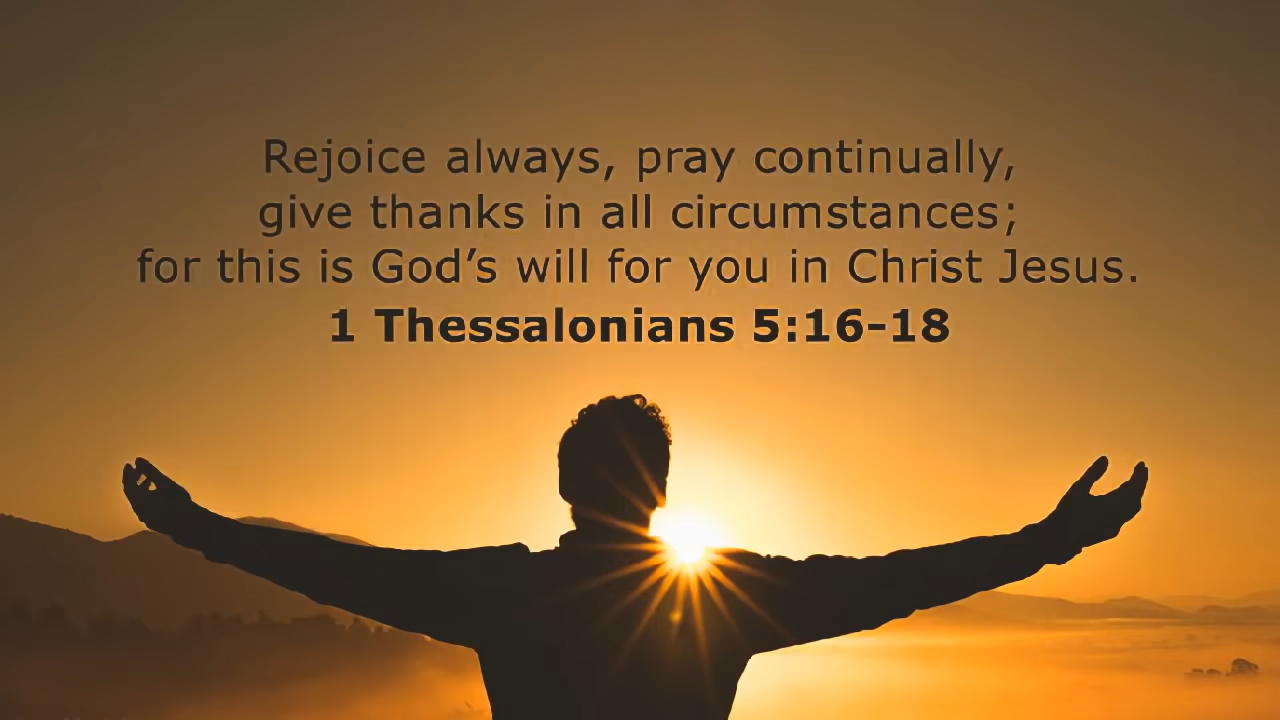 Rejoice always, pray continually,
give thanks in all circumstances;
for this is God’s will for you in Christ Jesus.
1 Thessalonians 5:16-18